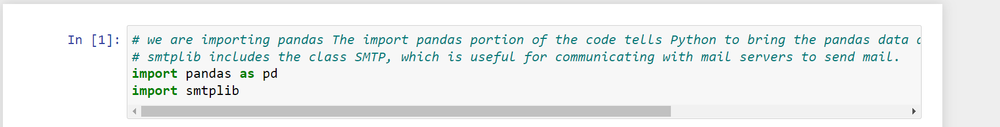 In [1]:
# we are importing pandas The import pandas portion of the code tells Python to bring the pandas data
# smtplib includes the class SMTP, which is useful for communicating with mail servers to send mail.
import pandas as pd
import smtplib